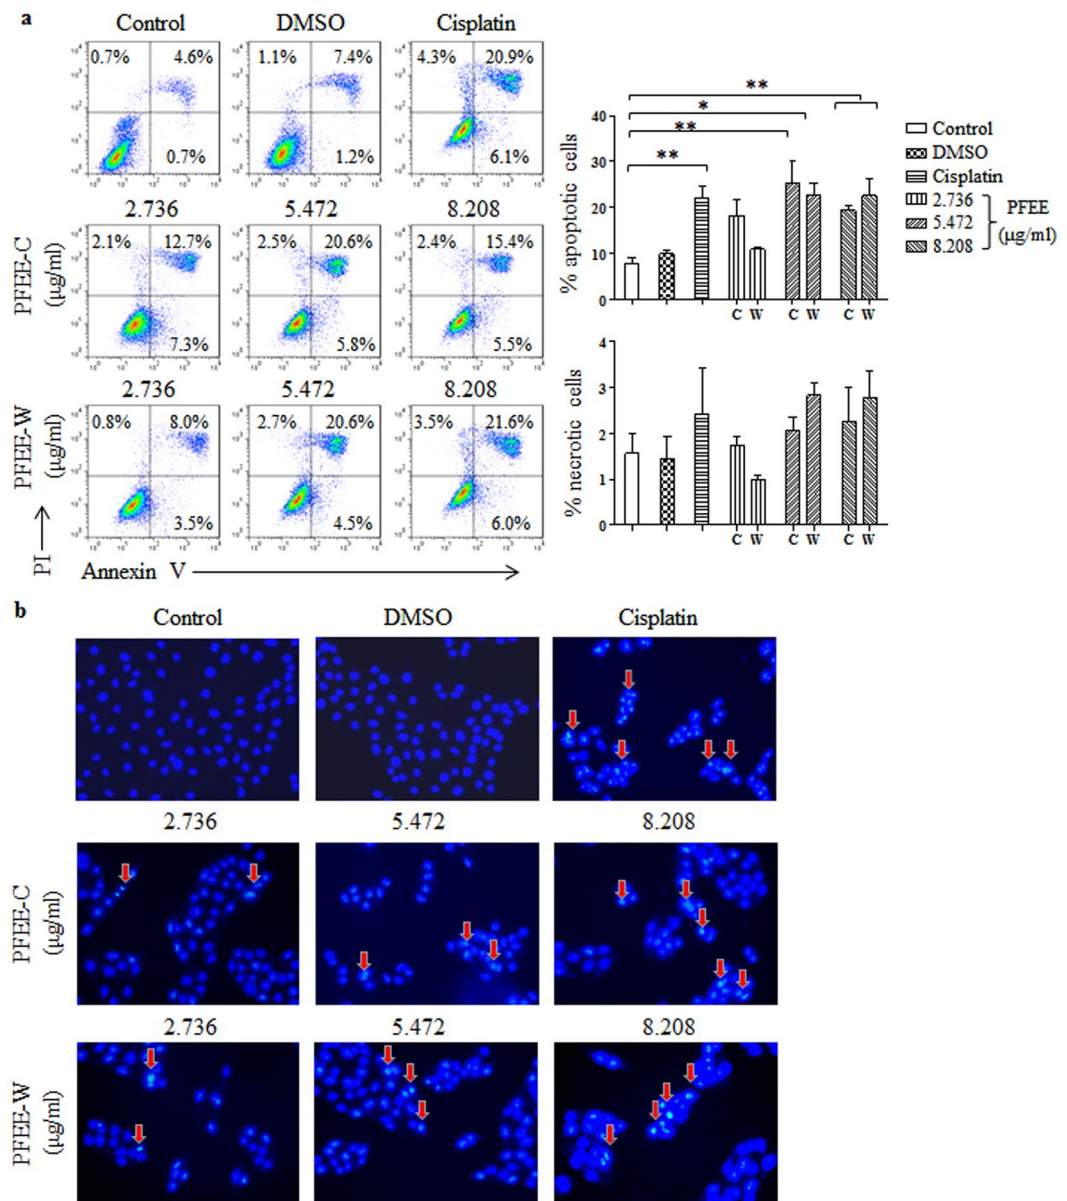 a
Control DMSO Cisplatin
0.7% 4.6% 1.1% 7.4% 4.3% 20.9%
0.7% 1.2% 6.1%
2.736 5.472 8.208
2.1% 12.7% 2.5% 20.6% 2.4% 15.4%
7.3% 5.8% 5.5%
PFEE-C
(µg/ml)
2.736 5.472 8.208
0.8% 8.0% 2.7% 20.6% 3.5% 21.6%
3.5% 4.5% 6.0%
PFEE-W
(µg/ml)
PI
Annexin V
% apoptotic cells
40
30
20
10
0
**
*
**
**
C W C W C W
Control
DMSO
Cisplatin
2.736
5.472
8.208
PFEE
(µg/ml)
% necrotic cells
4
3
2
1
0
C W C W C W
b
Control DMSO Cisplatin
2.736 5.472 8.208
PFEE-C
(µg/ml)
2.736 5.472 8.208
PFEE-W
(µg/ml)